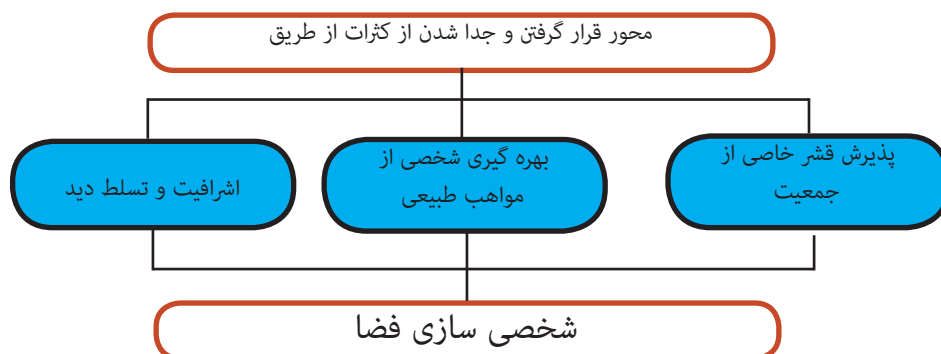 محور قرار گرفتن و جدا شدن از کثرات از طریق
پذیرش قشر خاصی از
جمعیت
بهره گیری شخصی از
مواهب طبیعی
اشرافیت و تسلط دید
شخصی سازی فضا